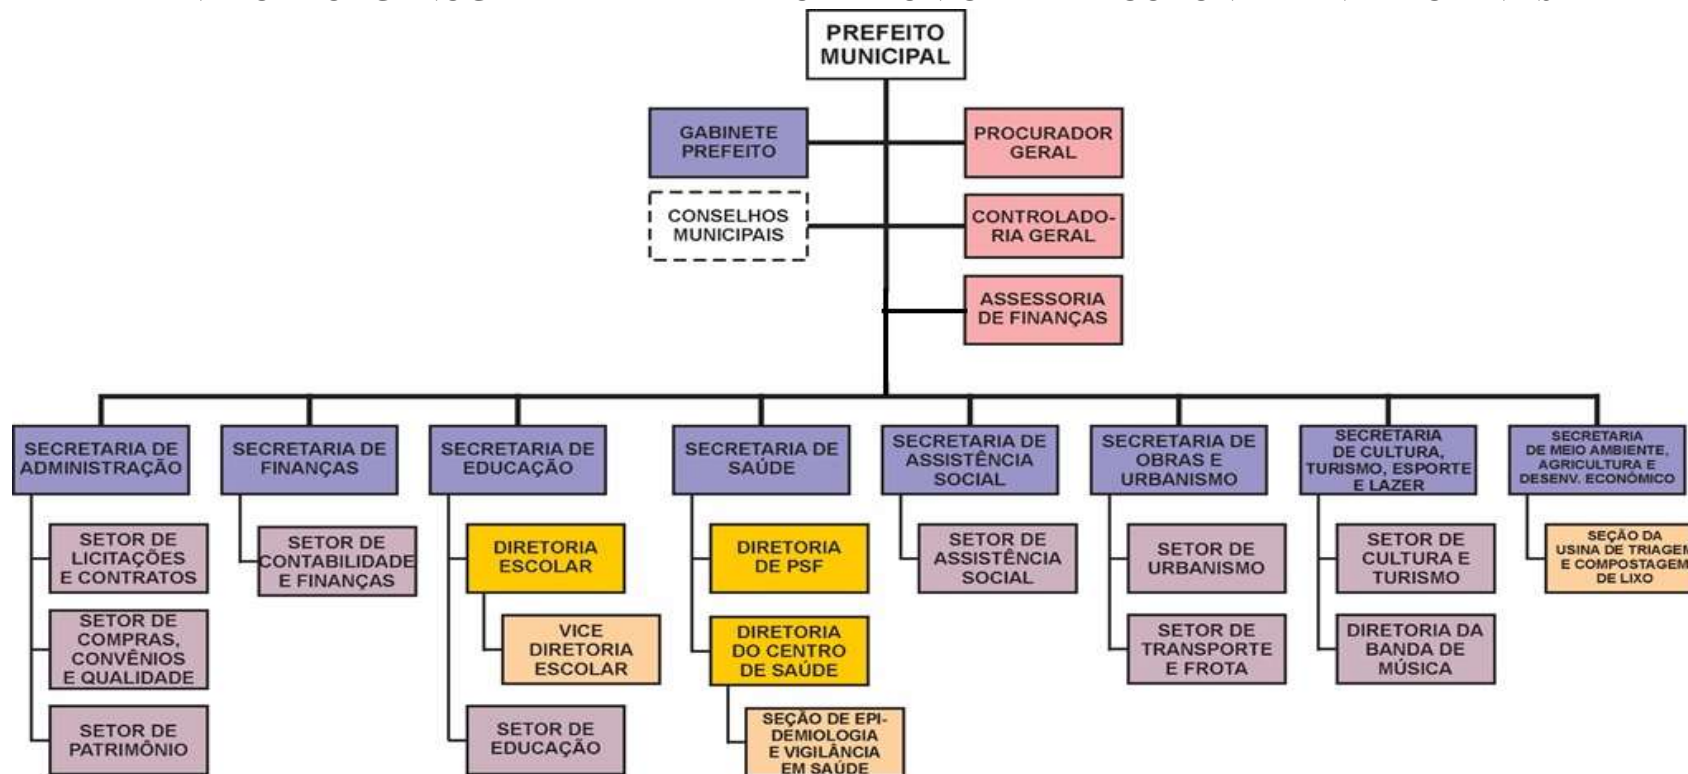 PREFEITO
MUNICIPAL
GABINETE
PREFEITO
PROCURADOR
GERAL
CONSELHOS
MUNICIPAIS
CONTROLADO-
RIA GERAL
ASSESSORIA
DE FINANÇAS
SECRETARIA DE
ADMINISTRAÇÃO
SETOR DE
LICITAÇÕES
E CONTRATOS
SETOR DE
COMPRAS,
CONVÊNIOS
E QUALIDADE
SETOR DE
PATRIMÔNIO
SECRETARIA DE
FINANÇAS
SETOR DE
CONTABILIDADE
E FINANÇAS
SECRETARIA DE
EDUCAÇÃO
DIRETORIA
ESCOLAR
VICE
DIRETORIA
ESCOLAR
SETOR DE
EDUCAÇÃO
SECRETARIA DE
SAÚDE
DIRETORIA
DE PSF
DIRETORIA
DO CENTRO
DE SAÚDE
SEÇÃO DE EPI-
DEMIOLOGIA
E VIGILÂNCIA
EM SAÚDE
SECRETARIA DE
ASSISTÊNCIA
SOCIAL
SETOR DE
ASSISTÊNCIA
SOCIAL
SECRETARIA DE
OBRAS E
URBANISMO
SETOR DE
URBANISMO
SETOR DE
TRANSPORTE
E FROTA
SECRETARIA
DE CULTURA,
TURISMO, ESPORTE
E LAZER
SETOR DE
CULTURA E
TURISMO
DIRETORIA DA
BANDA DE
MÚSICA
SECRETARIA
DE MEIO AMBIENTE,
AGRICULTURA E
DESENV. ECONÔMICO
SEÇÃO DA
USINA DE TRIAGEM
E COMPOSTAGEM
DE LIXO